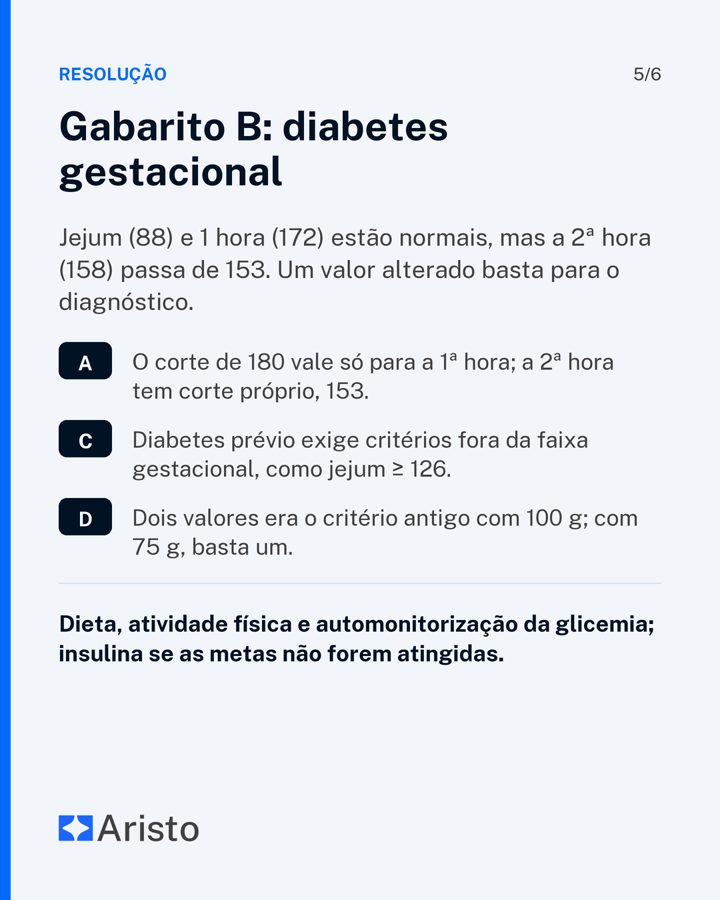 RESOLUÇÃO
5/6
Gabarito B: diabetes
gestacional
Jejum (88) e 1 hora (172) estão normais, mas a 2ª hora
(158) passa de 153. Um valor alterado basta para o
diagnóstico.
A
O corte de 180 vale só para a 1ª hora; a 2ª hora
tem corte próprio, 153.
C
Diabetes prévio exige critérios fora da faixa
gestacional, como jejum ≥ 126.
D
Dois valores era o critério antigo com 100 g; com
75 g, basta um.
Dieta, atividade física e automonitorização da glicemia;
insulina se as metas não forem atingidas.
Aristo